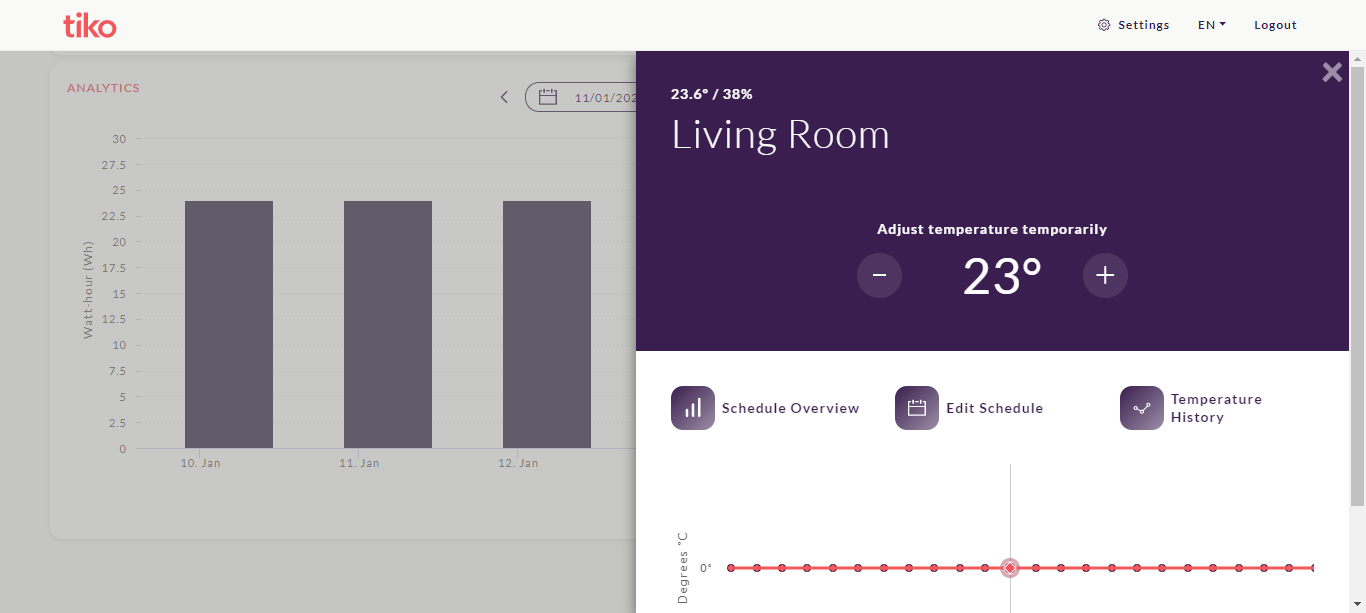 tiko
Settings
EN
Logout
ANALYTICS
11/01/202
30
27.5
25
22.5
20
17.5
15
12.5
10
7.5
5
2.5
0
Watt-hour (Wh)
10. Jan
11. Jan
12. Jan
23.6° / 38%
Living Room
Adjust temperature temporarily
- 23° +
Schedule Overview
Edit Schedule
Temperature
History
Degrees °C
0°